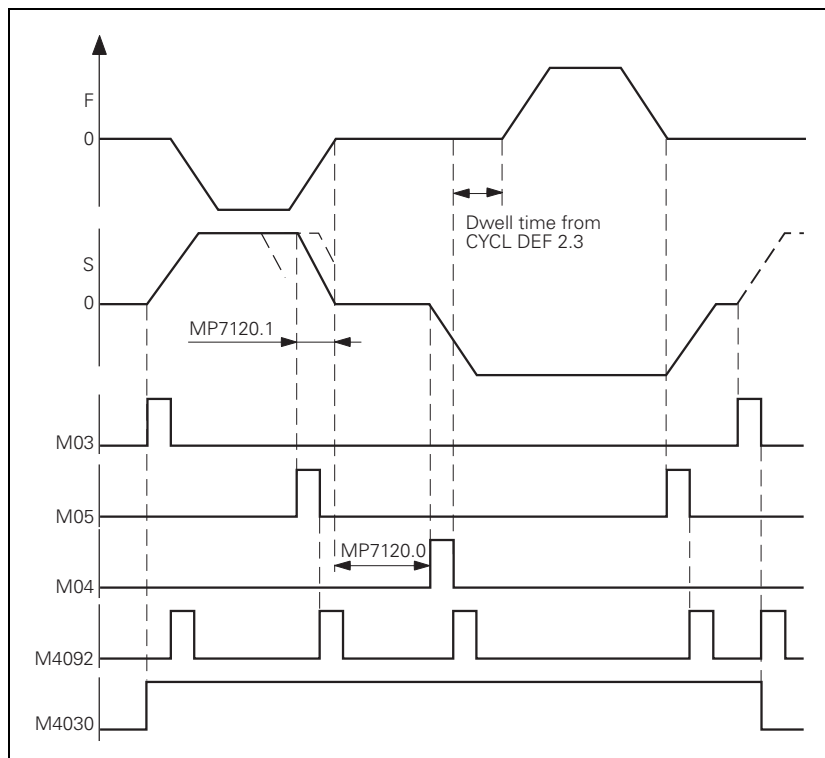 F
0
Dwell time from
CYCL DEF 2.3
S
0
MP7120.1
M03
M05
MP7120.0
M04
M4092
M4030